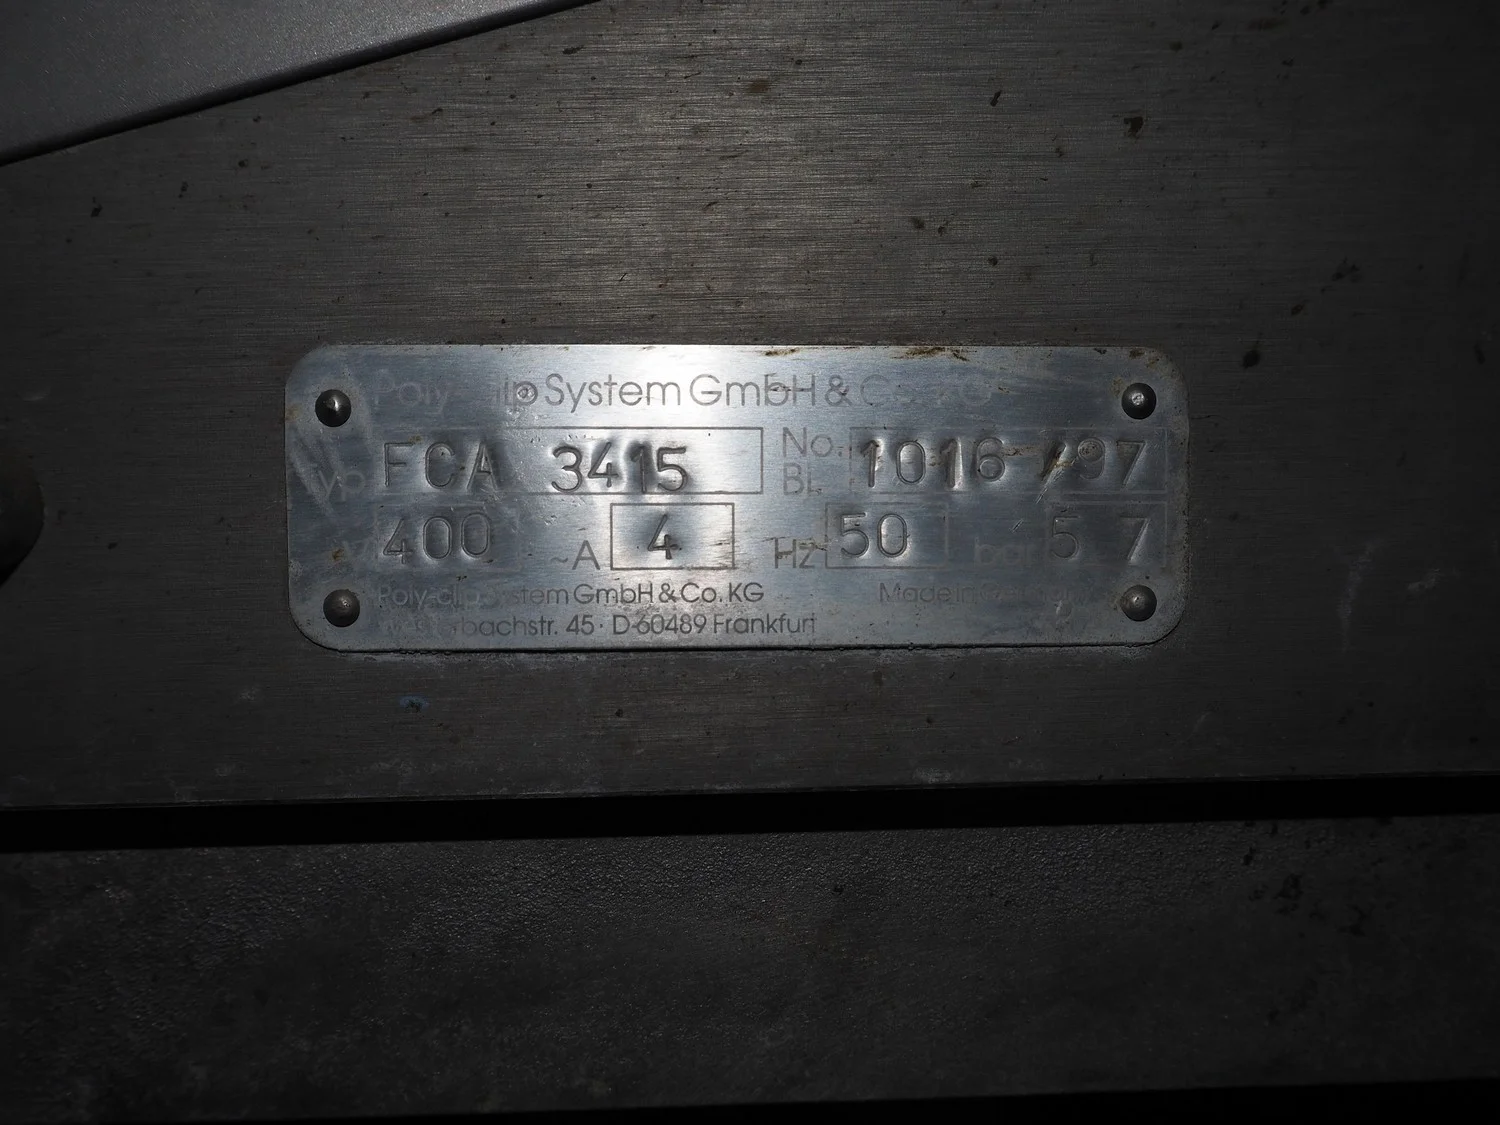 Poly-clip System GmbH & Co. KG
Typ FCA 3415 No. 1016 /97
BL
V 400 ~A 4 Hz 50 bar 5 7
Poly-clip System GmbH & Co. KG Made in Germany
45 · D-60489 Frankfurt